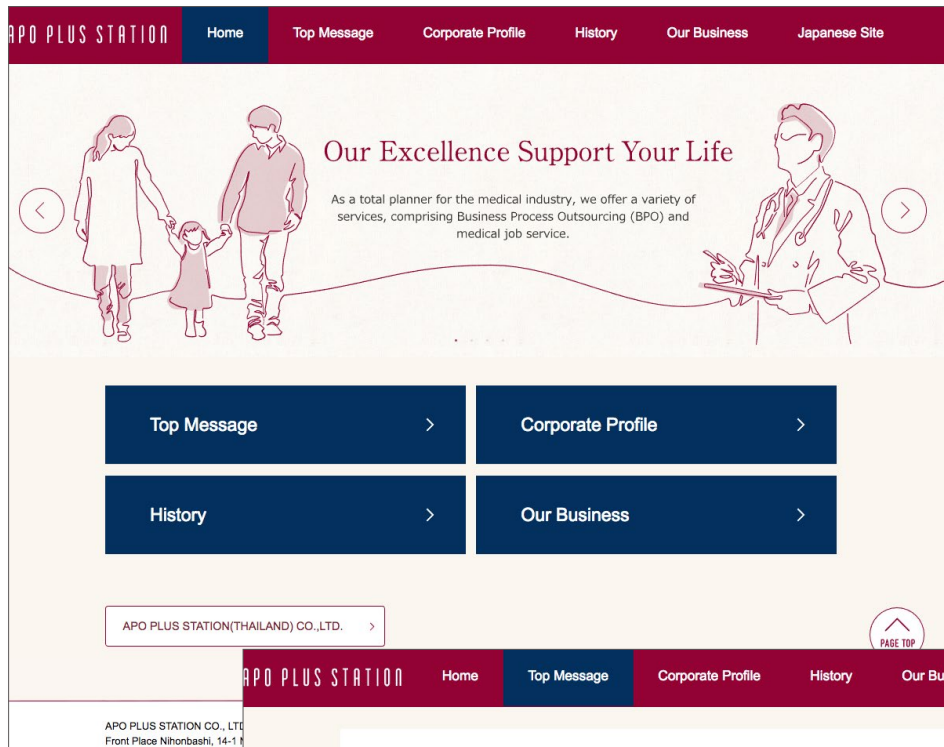 APO PLUS STATION Home Top Message Corporate Profile History Our Business Japanese Site
Our Excellence Support Your Life
As a total planner for the medical industry, we offer a variety of
services, comprising Business Process Outsourcing (BPO) and
medical job service.
Top Message
Corporate Profile
History
Our Business
APO PLUS STATION(THAILAND) CO.,LTD.
PAGE TOP
APO PLUS STATION Home Top Message Corporate Profile History Our Bu
APO PLUS STATION CO., LTD
Front Place Nihonbashi, 14-1